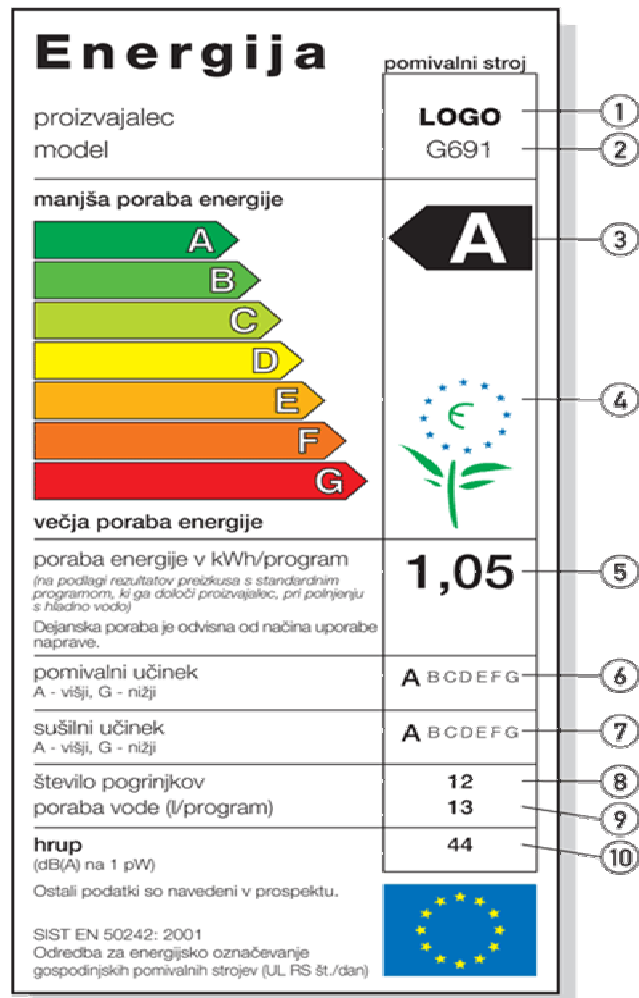 Energija
pomivalni stroj
proizvajalec
LOGO
1
model
G691
2
manjša poraba energije
A
A
3
B
C
D
E
4
F
G
večja poraba energije
poraba energije v kWh/program
1,05
5
(na podlagi rezultatov preizkusa s standardnim
programom, ki ga določi proizvajalec, pri polnjenju
s hladno vodo)
Dejanska poraba je odvisna od načina uporabe
naprave.
pomivalni učinek
A B C D E F G
6
A - višji, G - nižji
sušilni učinek
A B C D E F G
7
A - višji, G - nižji
število pogrinjkov
12
8
poraba vode (l/program)
13
9
hrup
44
10
(dB(A) na 1 pW)
Ostali podatki so navedeni v prospektu.
SIST EN 50242: 2001
Odredba za energijsko označevanje
gospodinjskih pomivalnih strojev (UL RS št./dan)